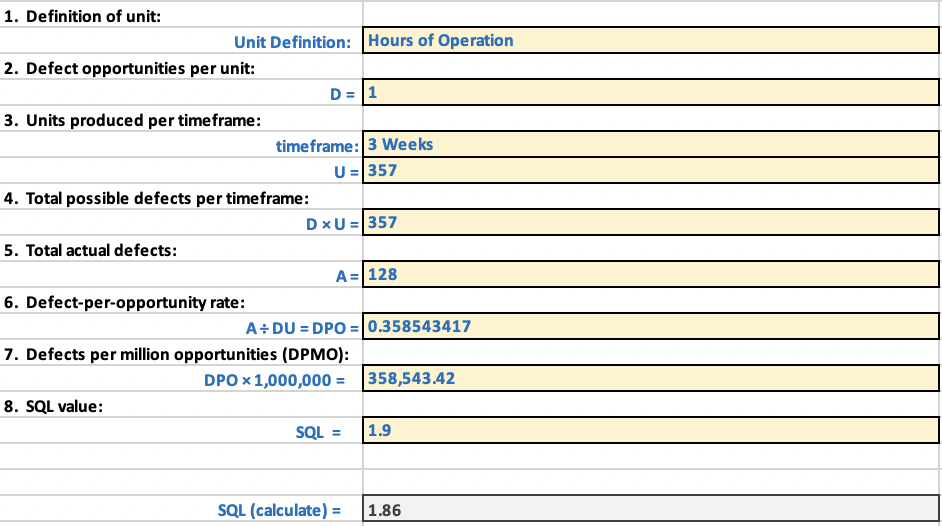 1. Definition of unit:
Unit Definition: Hours of Operation
2. Defect opportunities per unit:
D = 1
3. Units produced per timeframe:
timeframe: 3 Weeks
U = 357
4. Total possible defects per timeframe:
D × U = 357
5. Total actual defects:
A = 128
6. Defect-per-opportunity rate:
A ÷ DU = DPO = 0.358543417
7. Defects per million opportunities (DPMO):
DPO × 1,000,000 = 358,543.42
8. SQL value:
SQL = 1.9
SQL (calculate) = 1.86